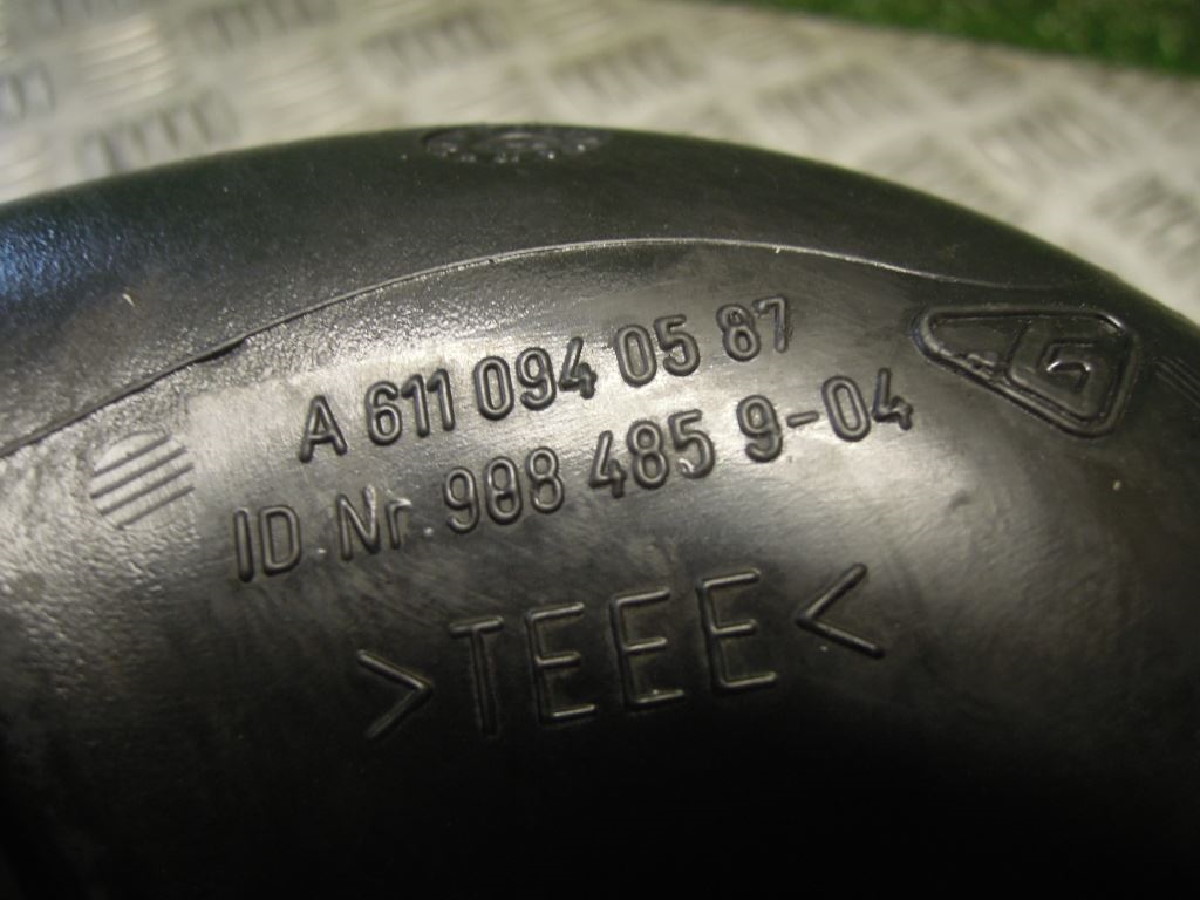 A 611 094 05 87
ID Nr. 988 485 9-04
>TEEE<
G